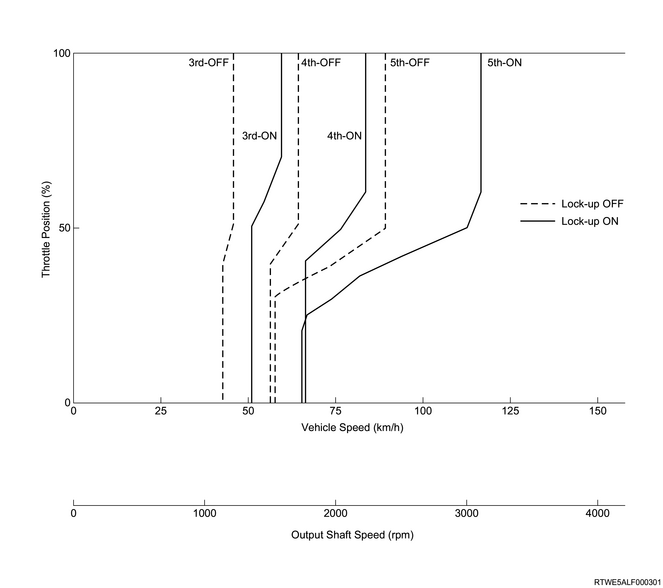 100
3rd-OFF
4th-OFF
5th-OFF
5th-ON
3rd-ON
4th-ON
Throttle Position (%)
Lock-up OFF
Lock-up ON
50
0
0
25
50
75
100
125
150
Vehicle Speed (km/h)
0
1000
2000
3000
4000
Output Shaft Speed (rpm)
RTWE5ALF000301